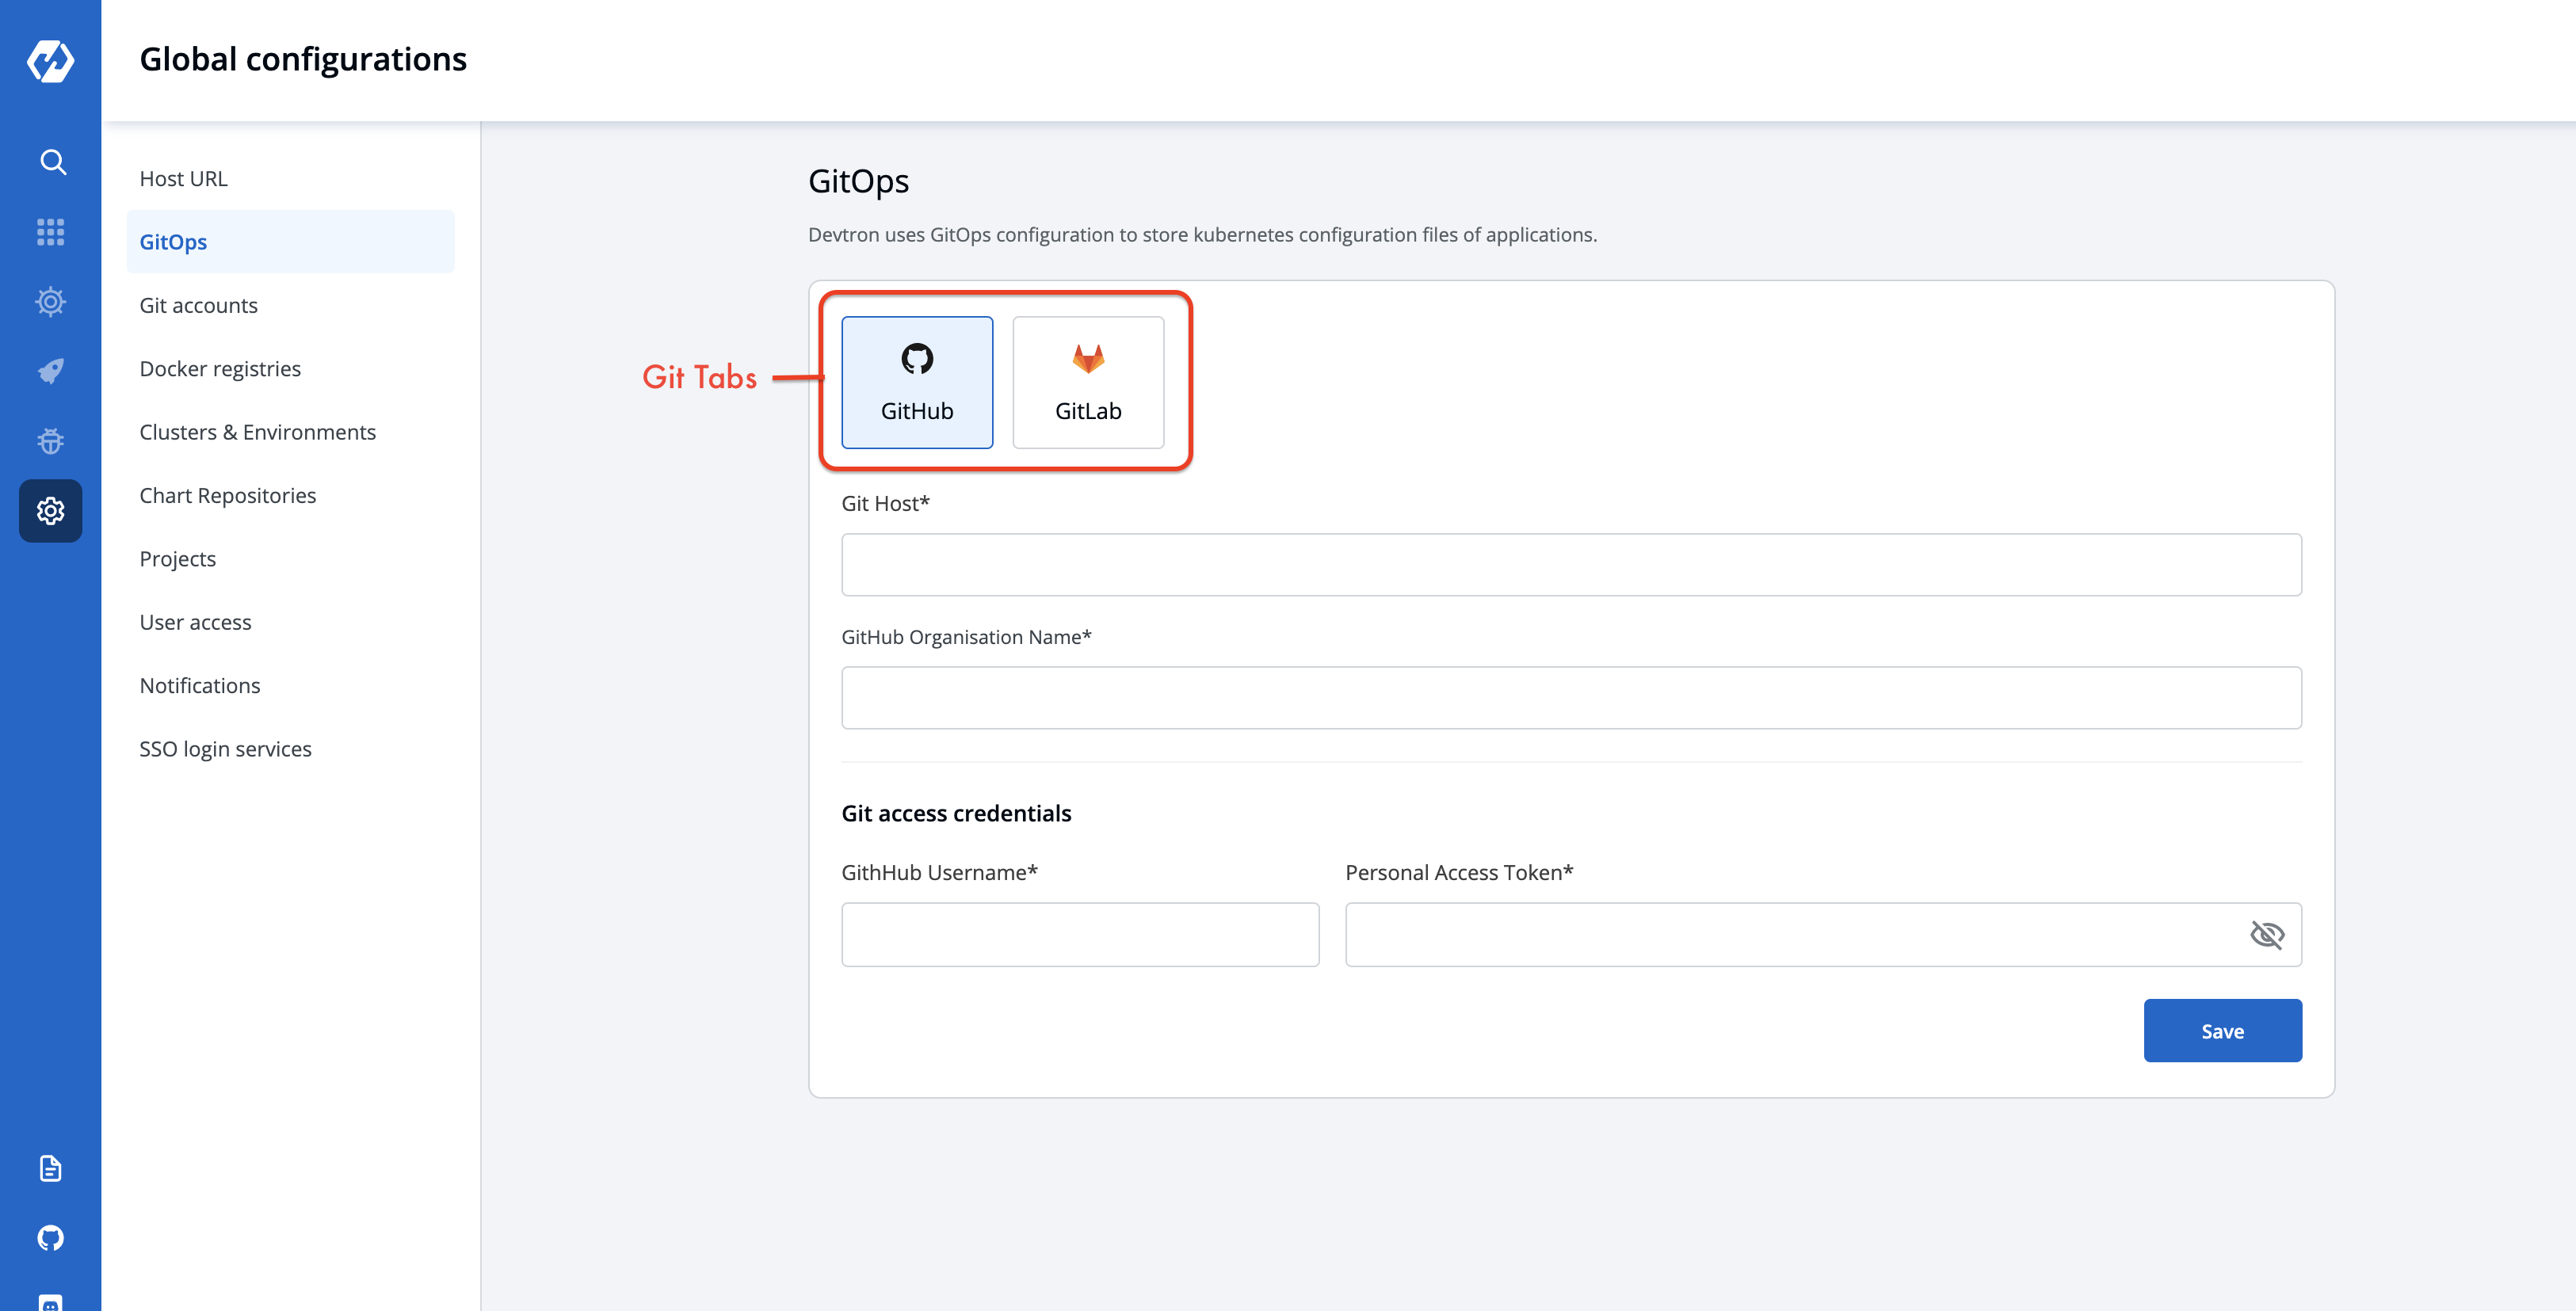 Global configurations
Host URL
GitOps
Git accounts
Docker registries
Clusters & Environments
Chart Repositories
Projects
User access
Notifications
SSO login services
GitOps
Devtron uses GitOps configuration to store kubernetes configuration files of applications.
Git Tabs
GitHub
GitLab
Git Host*
GitHub Organisation Name*
Git access credentials
GithHub Username*
Personal Access Token*
Save